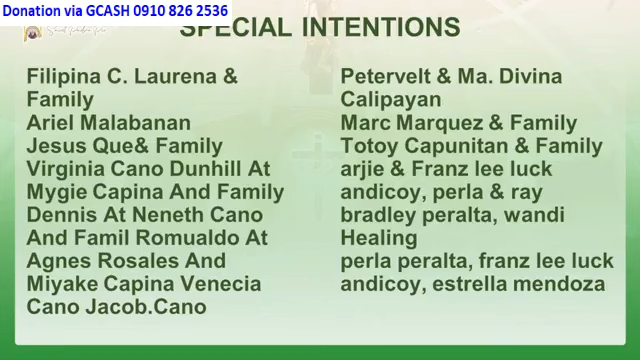 Donation via GCASH 0910 826 2536
SPECIAL INTENTIONS
Filipina C. Laurena &
Family
Ariel Malabanan
Jesus Que& Family
Virginia Cano Dunhill At
Mygie Capina And Family
Dennis At Neneth Cano
And Famil Romualdo At
Agnes Rosales And
Miyake Capina Venecia
Cano Jacob.Cano
Petervelt & Ma. Divina
Calipayan
Marc Marquez & Family
Totoy Capunitan & Family
arjie & Franz lee luck
andicoy, perla & ray
bradley peralta, wandi
Healing
perla peralta, franz lee luck
andicoy, estrella mendoza